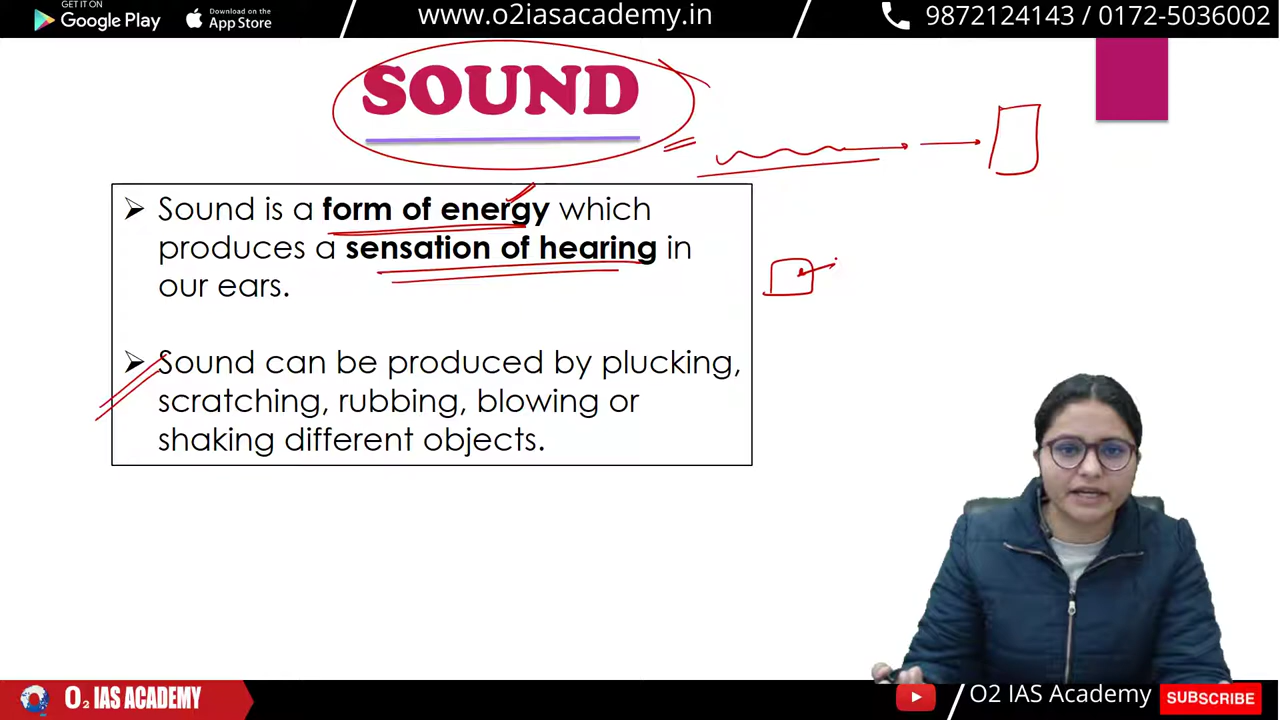 GET IT ON
Google Play
Download on the
App Store
www.o2iasacademy.in
9872124143 / 0172-5036002
SOUND
➢ Sound is a form of energy which
produces a sensation of hearing in
our ears.
➢ Sound can be produced by plucking,
scratching, rubbing, blowing or
shaking different objects.
O₂ IAS ACADEMY
O2 IAS Academy
SUBSCRIBE